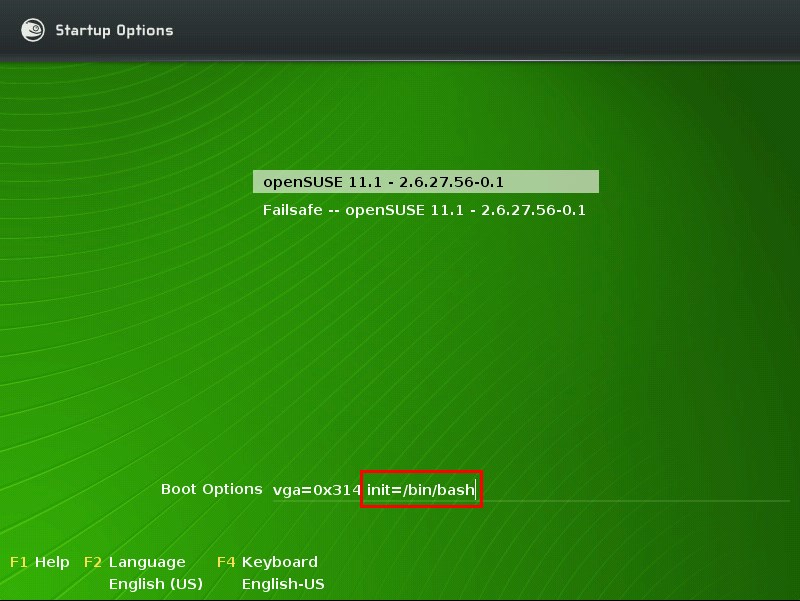 Startup Options
openSUSE 11.1 - 2.6.27.56-0.1
Failsafe -- openSUSE 11.1 - 2.6.27.56-0.1
Boot Options vga=0x314 init=/bin/bash
F1 Help F2 Language F4 Keyboard
English (US) English-US